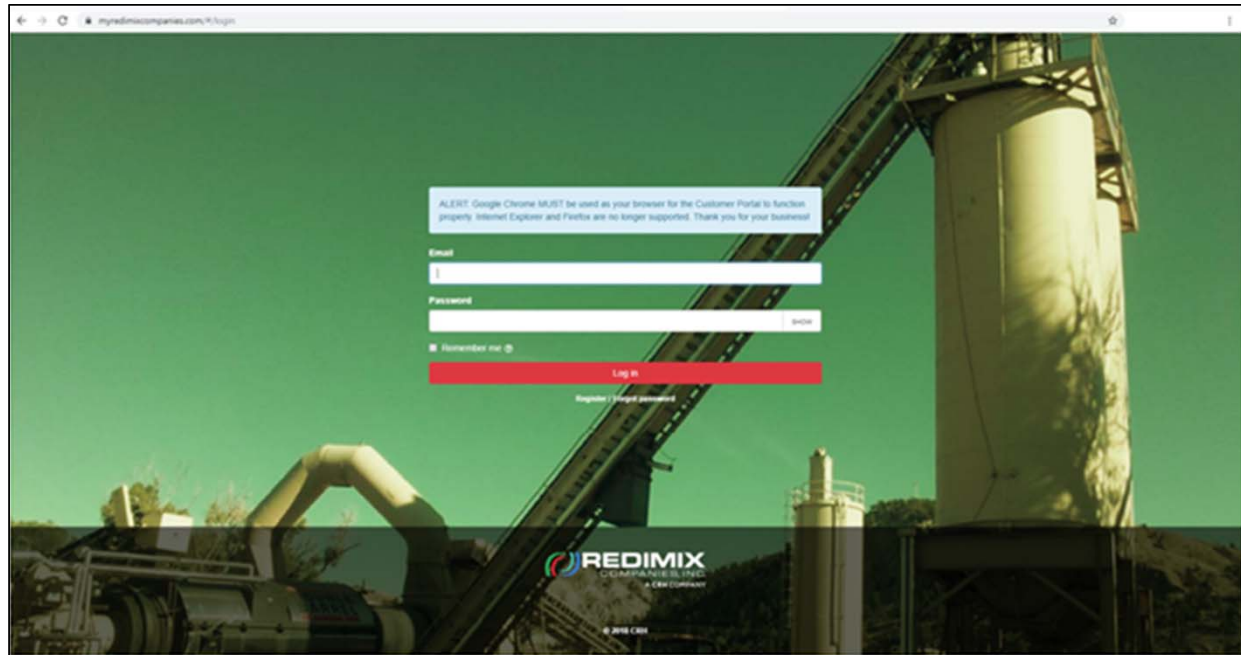 myredimixcompanies.com/#/login
ALERT: Google Chrome MUST be used as your browser for the Customer Portal to function
properly. Internet Explorer and Firefox are no longer supported. Thank you for your business!
Email
Password
SHOW
Remember me
Log in
Register / Forgot password
REDIMIX
COMPANIES, INC.
A CRH COMPANY
© 2018 CRH